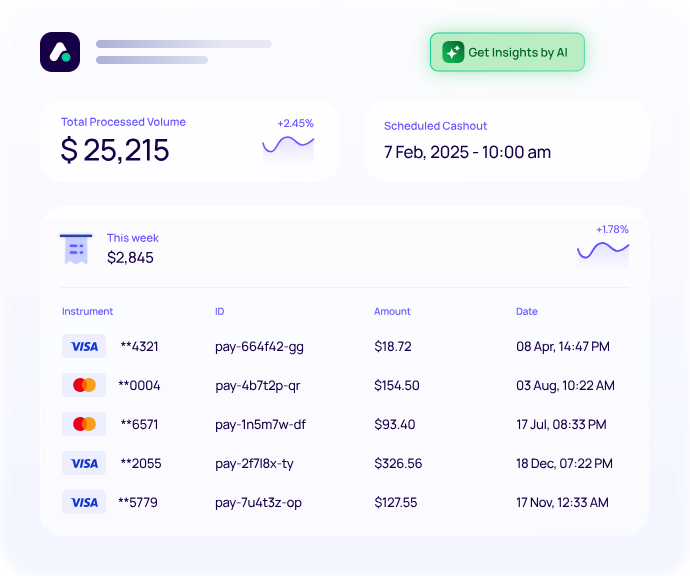 Get Insights by AI
Total Processed Volume
+2.45%
$ 25,215
Scheduled Cashout
7 Feb, 2025 - 10:00 am
This week
$2,845
+1.78%
Instrument ID Amount Date
VISA **4321 pay-664f42-gg $18.72 08 Apr, 14:47 PM
**0004 pay-4b7t2p-qr $154.50 03 Aug, 10:22 AM
**6571 pay-1n5m7w-df $93.40 17 Jul, 08:33 PM
VISA **2055 pay-2f7l8x-ty $326.56 18 Dec, 07:22 PM
VISA **5779 pay-7u4t3z-op $127.55 17 Nov, 12:33 AM